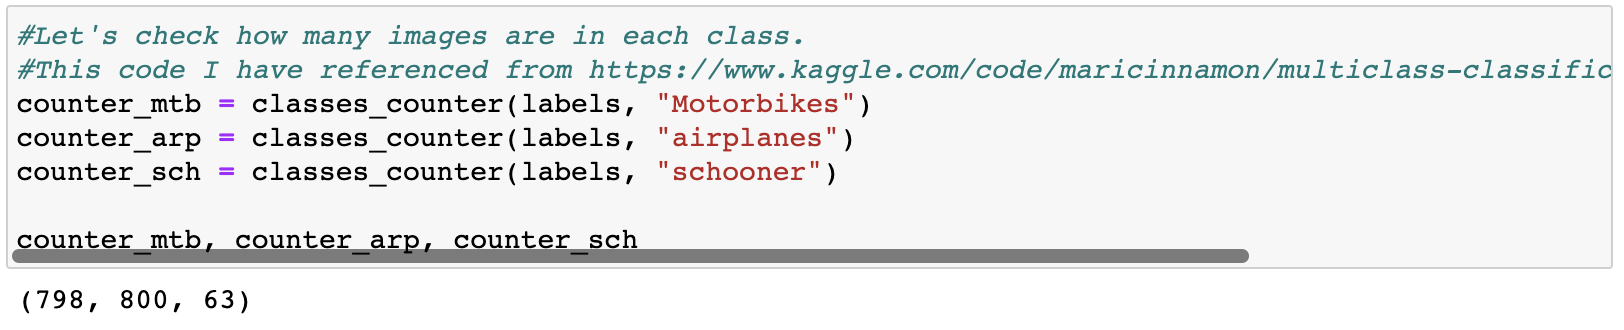 #Let's check how many images are in each class.
#This code I have referenced from https://www.kaggle.com/code/maricinnamon/multiclass-classific
counter_mtb = classes_counter(labels, "Motorbikes")
counter_arp = classes_counter(labels, "airplanes")
counter_sch = classes_counter(labels, "schooner")
counter_mtb, counter_arp, counter_sch
(798, 800, 63)